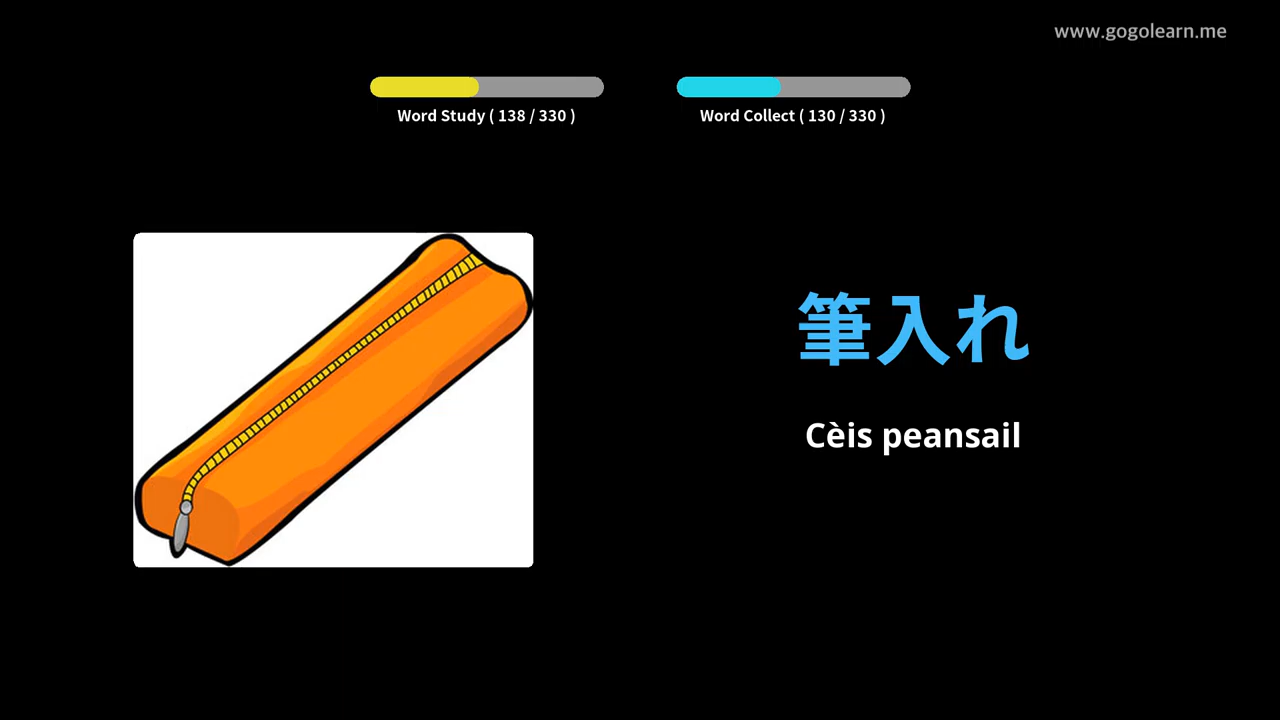 www.gogolearn.me
Word Study ( 138 / 330 )
Word Collect ( 130 / 330 )
筆入れ
Cèis peansail